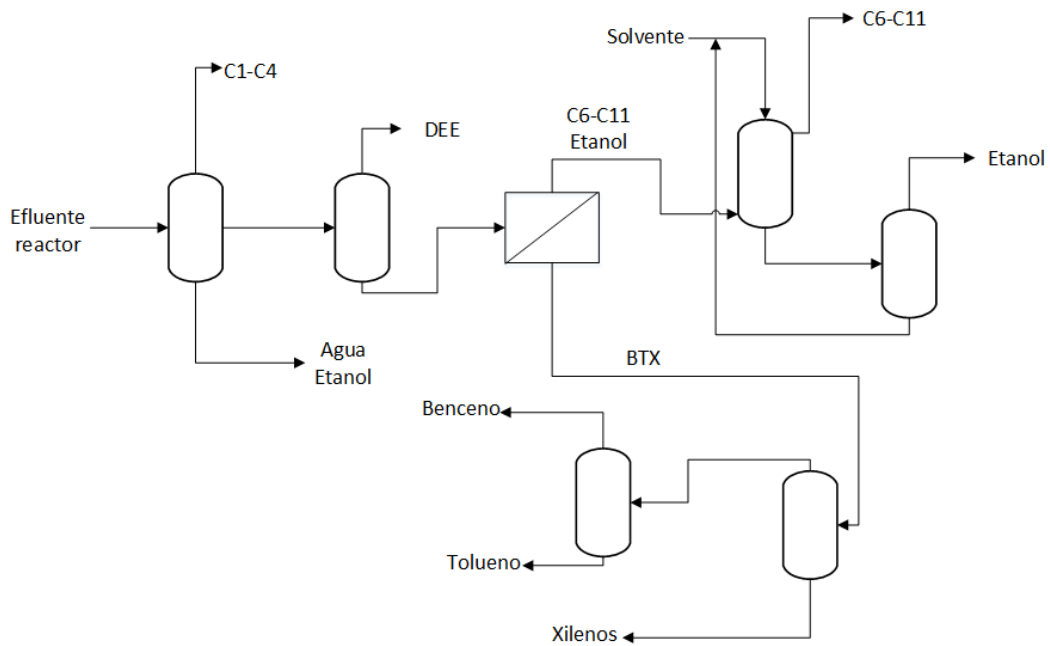 Solvente
C6-C11
C1-C4
DEE
C6-C11
Etanol
Etanol
Efluente
reactor
Agua
Etanol
BTX
Benceno
Tolueno
Xilenos